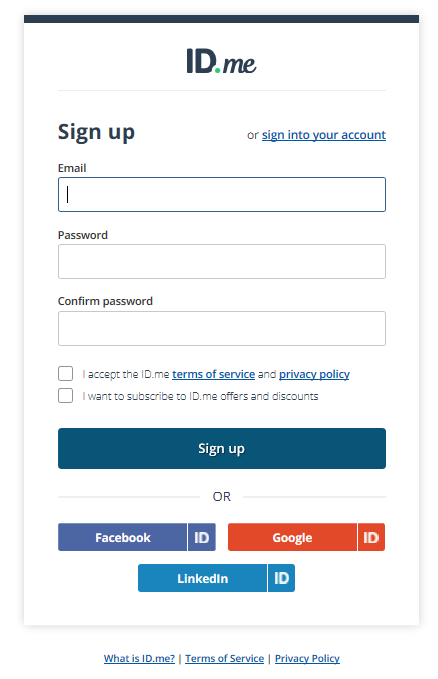 ID.me
Sign up
or sign into your account
Email
Password
Confirm password
I accept the ID.me terms of service and privacy policy
I want to subscribe to ID.me offers and discounts
Sign up
OR
Facebook ID
Google ID
LinkedIn ID
What is ID.me? | Terms of Service | Privacy Policy